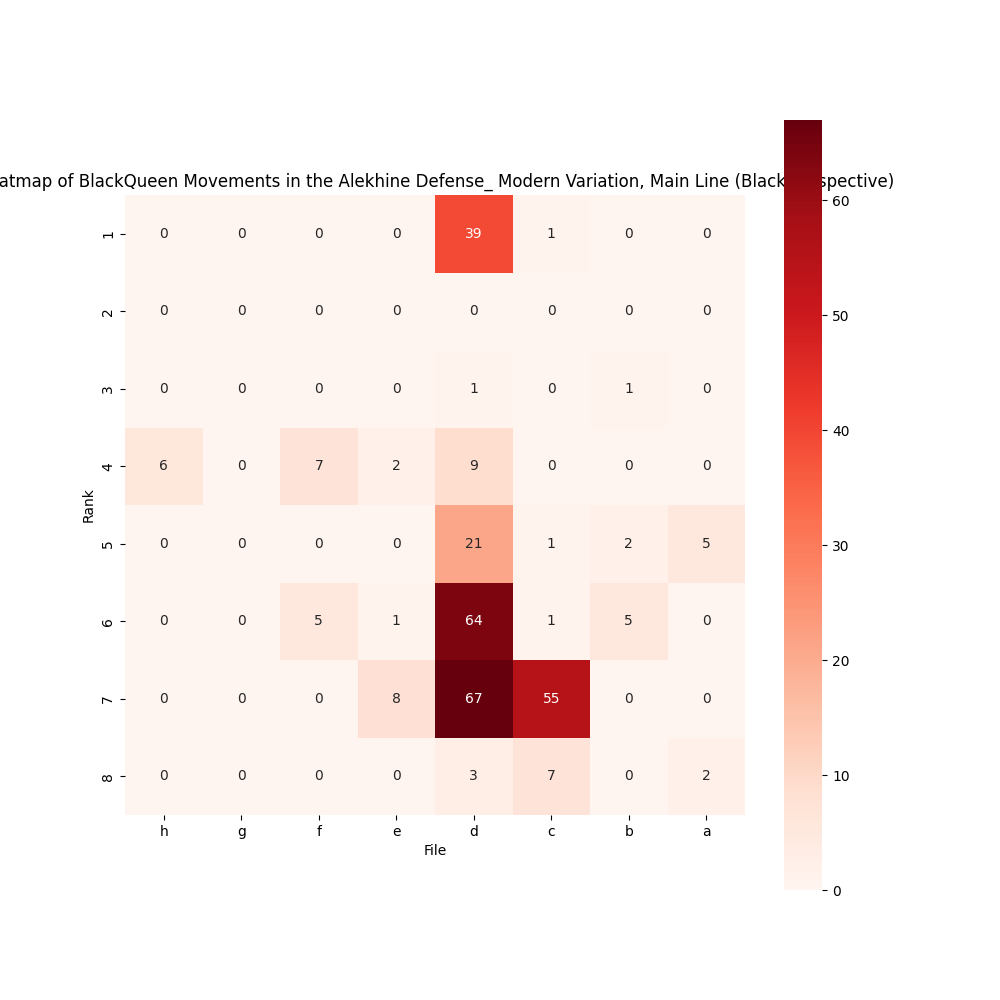 atmap of BlackQueen Movements in the Alekhine Defense_ Modern Variation, Main Line (Black Perspective)
1 0 0 0 0 39 1 0 0
2 0 0 0 0 0 0 0 0
3 0 0 0 0 1 0 1 0
4 6 0 7 2 9 0 0 0
5 0 0 0 0 21 1 2 5
6 0 0 5 1 64 1 5 0
7 0 0 0 8 67 55 0 0
8 0 0 0 0 3 7 0 2
h g f e d c b a
Rank
File
60
50
40
30
20
10
0